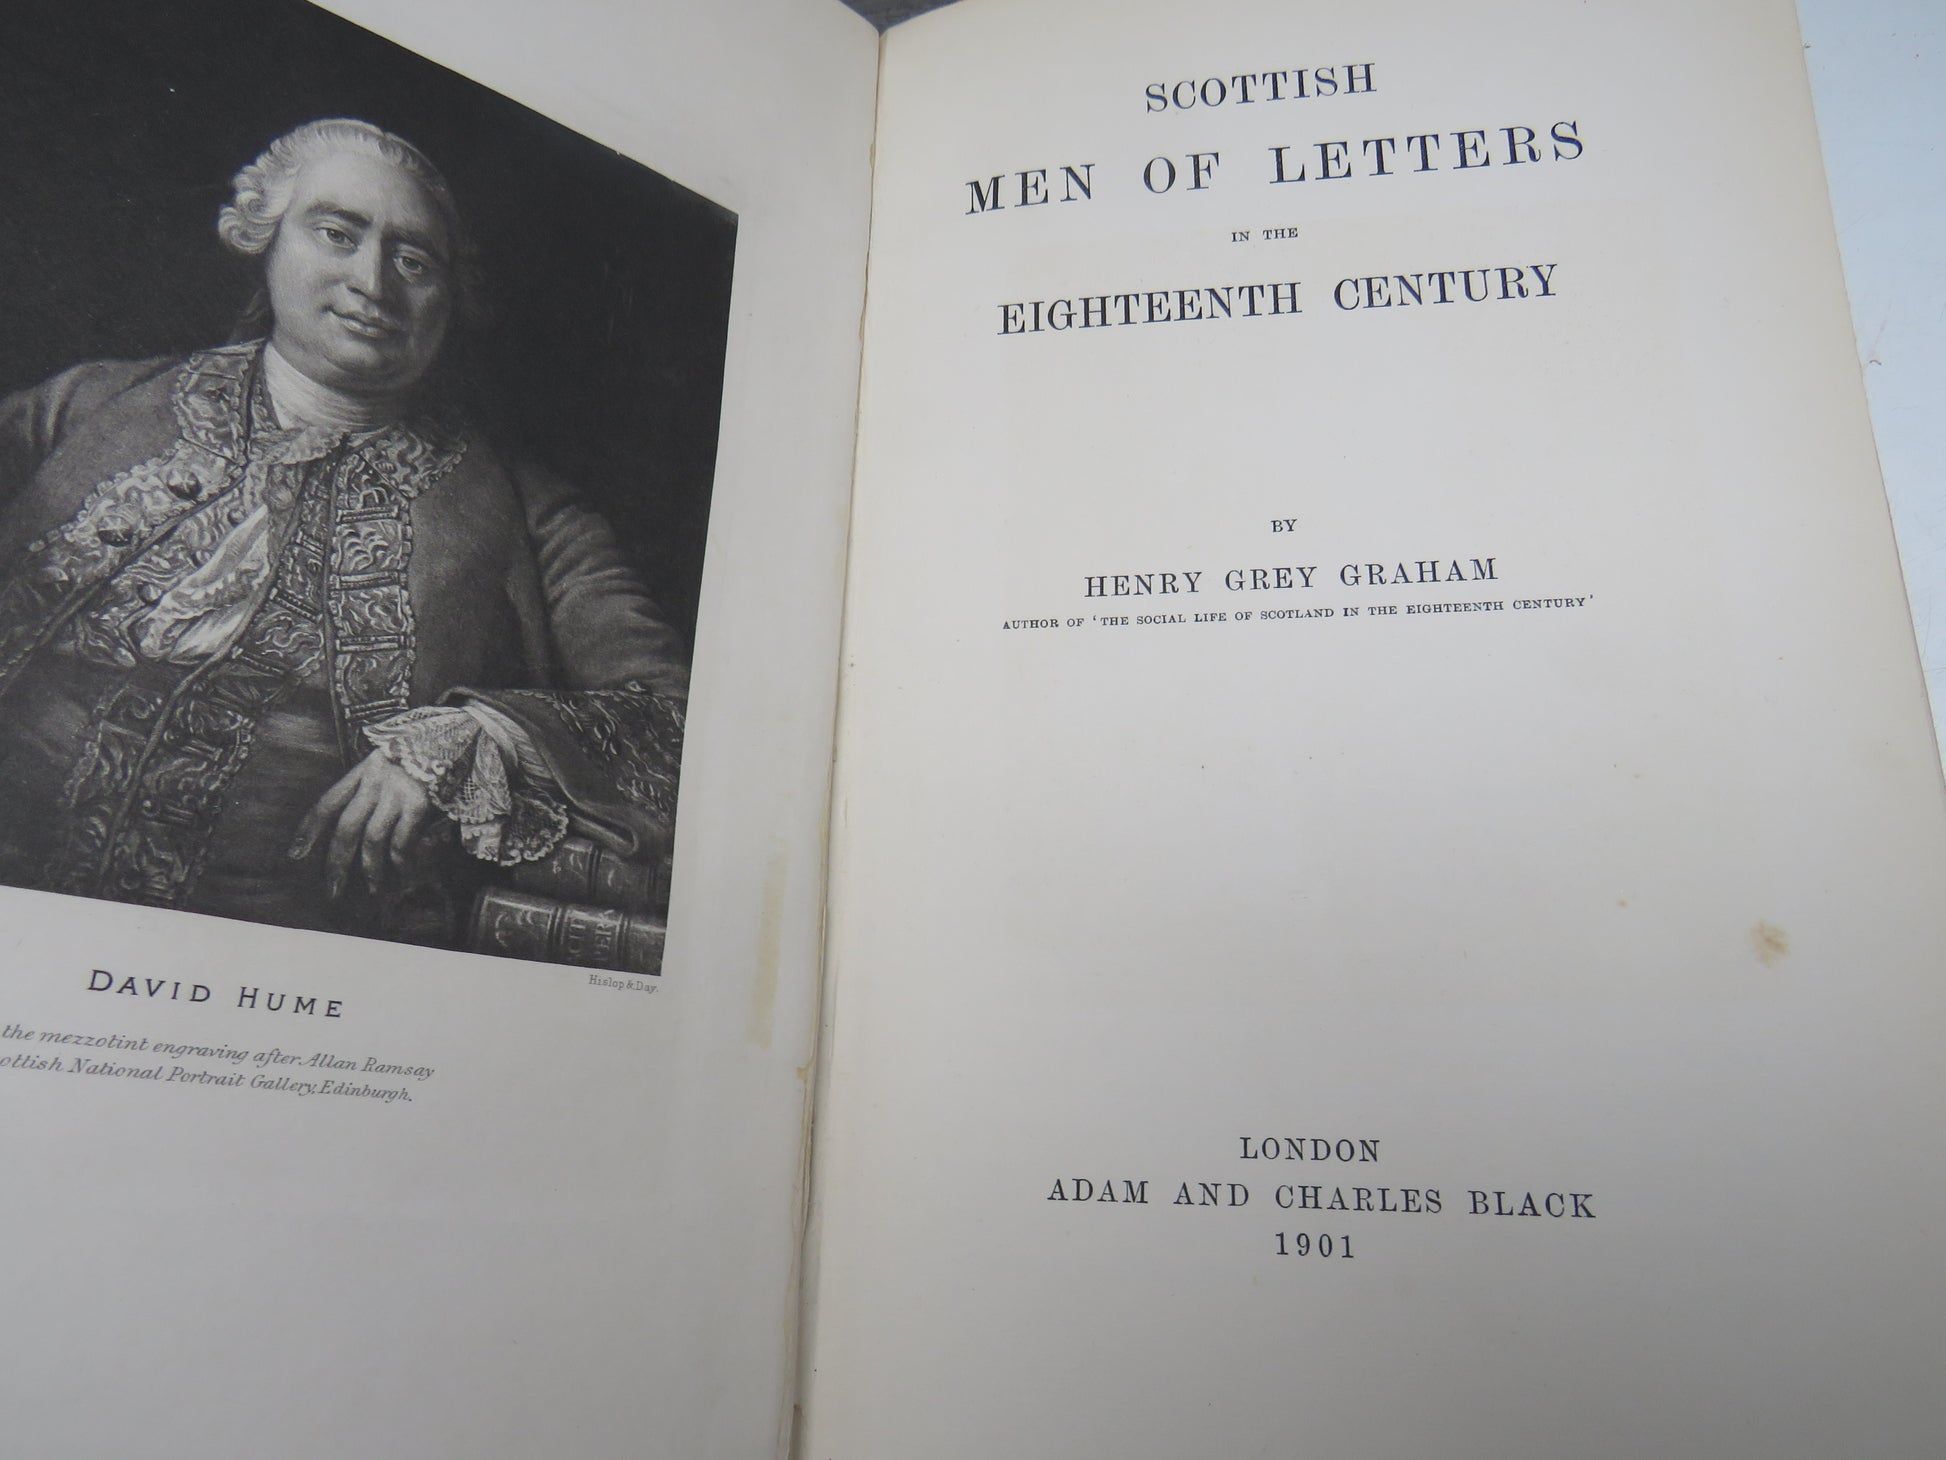 DAVID HUME
Hislop & Day.
the mezzotint engraving after Allan Ramsay
National Portrait Gallery, Edinburgh.
SCOTTISH
MEN OF LETTERS
IN THE
EIGHTEENTH CENTURY
BY
HENRY GREY GRAHAM
AUTHOR OF 'THE SOCIAL LIFE OF SCOTLAND IN THE EIGHTEENTH CENTURY'
LONDON
ADAM AND CHARLES BLACK
1901